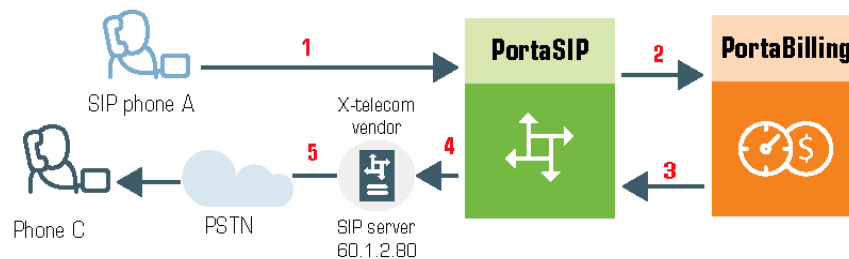 1
PortaSIP
2
PortaBilling
SIP phone A
X-telecom
vendor
5
4
3
$
Phone C
PSTN
SIP server
60.1.2.80